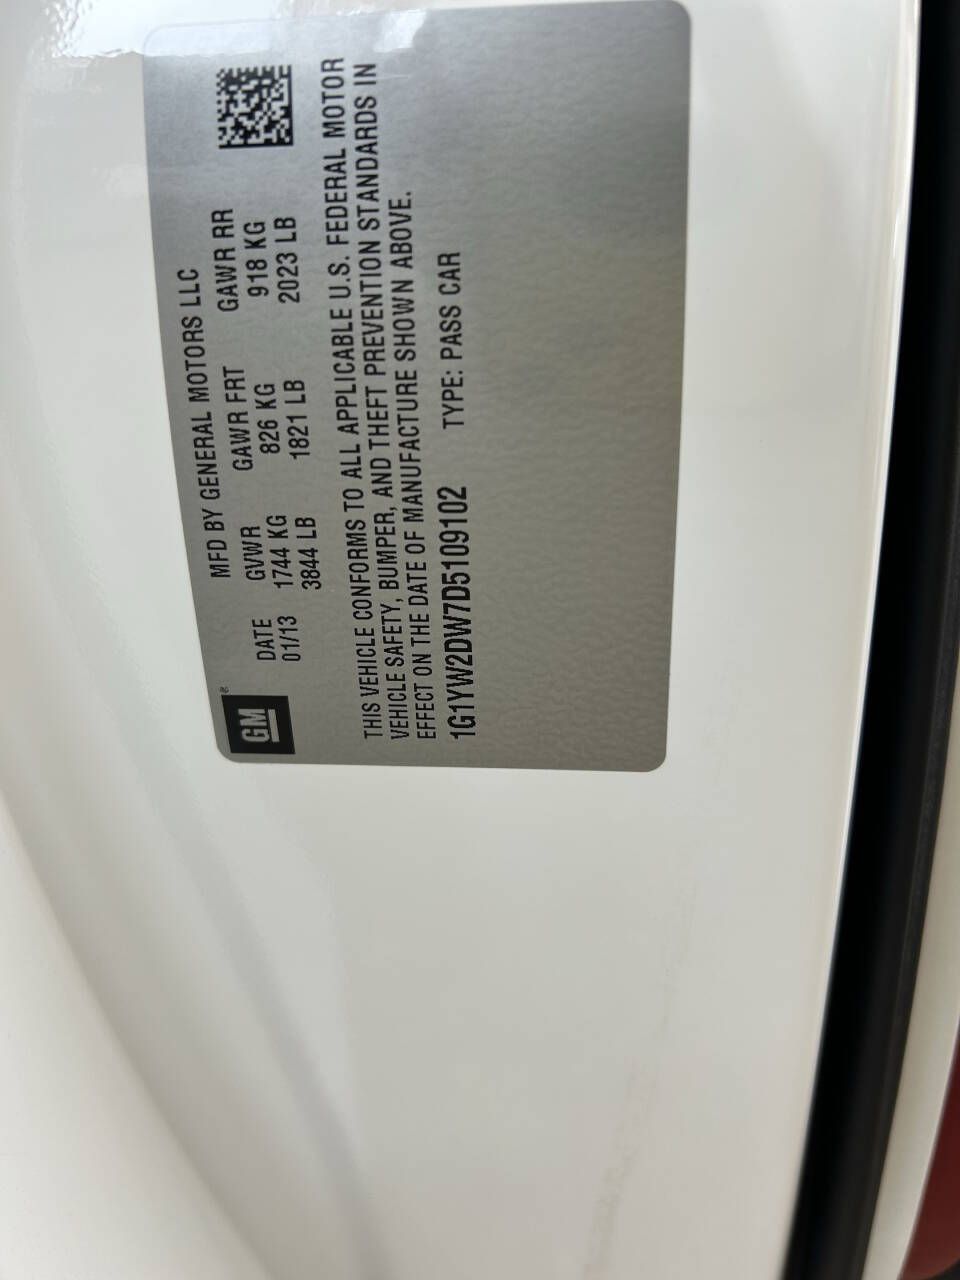 GM®
MFD BY GENERAL MOTORS LLC
DATE GVWR GAWR FRT GAWR RR
01/13 1744 KG 826 KG 918 KG
3844 LB 1821 LB 2023 LB
THIS VEHICLE CONFORMS TO ALL APPLICABLE U.S. FEDERAL MOTOR
VEHICLE SAFETY, BUMPER, AND THEFT PREVENTION STANDARDS IN
EFFECT ON THE DATE OF MANUFACTURE SHOWN ABOVE.
1G1YW2DW7D5109102 TYPE: PASS CAR